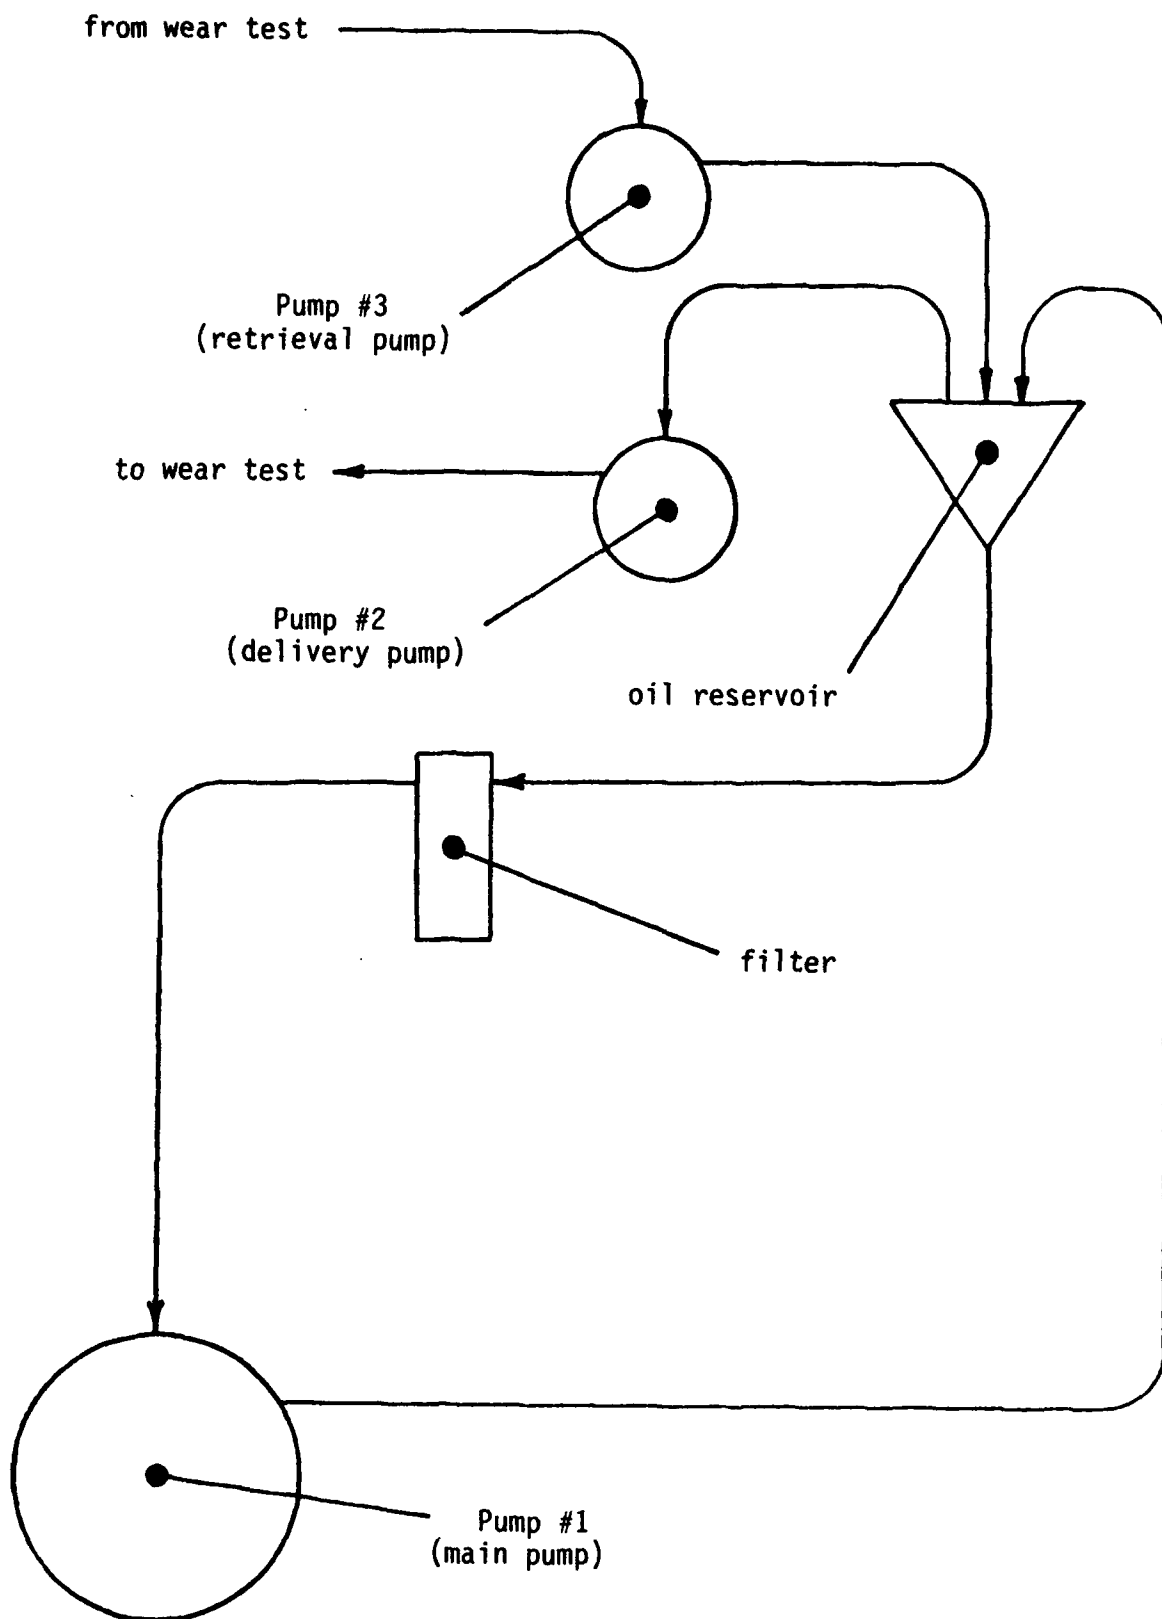 from wear test
Pump #3
(retrieval pump)
to wear test
Pump #2
(delivery pump)
oil reservoir
filter
Pump #1
(main pump)